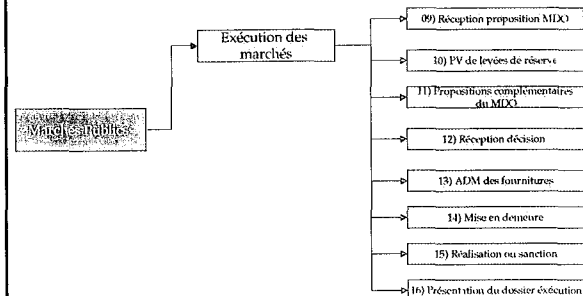 Marchés Publics
Exécution des
marchés
09) Réception proposition MDO
10) PV de levées de réserve
11) Propositions complémentaires
du MDO
12) Réception décision
13) ADM des fournitures
14) Mise en demeure
15) Réalisation ou sanction
16) Présentation du dossier éxécution